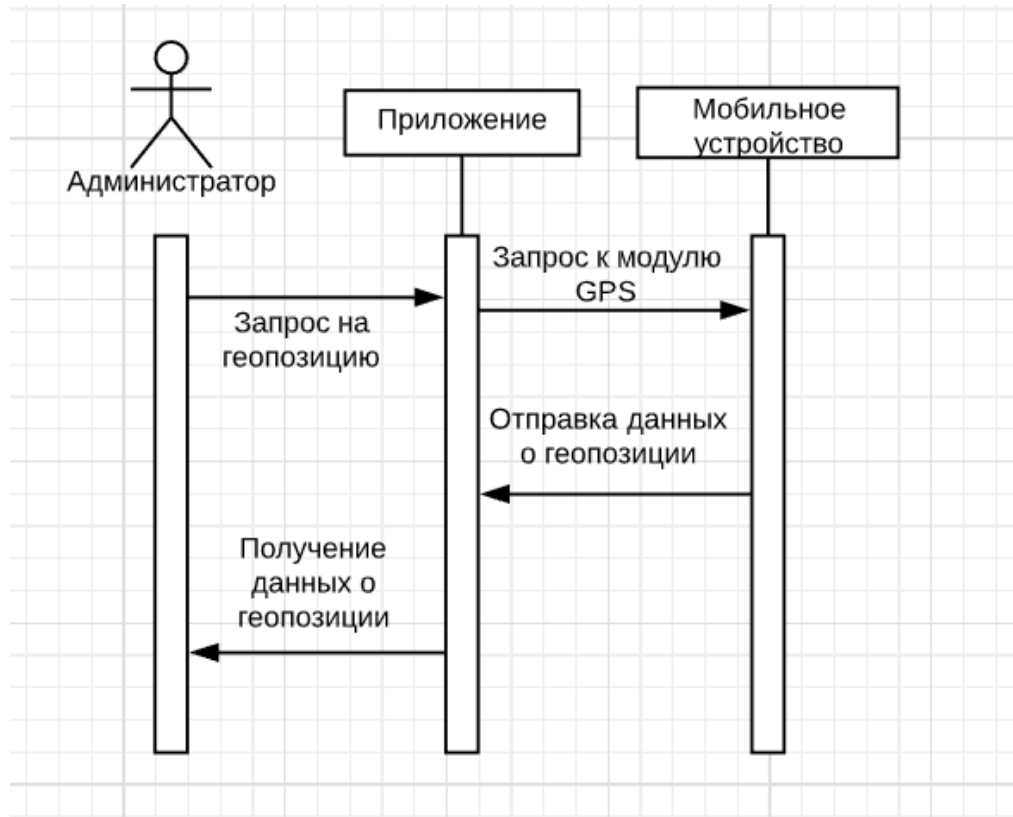 Администратор
Приложение
Мобильное
устройство
Запрос на
геопозицию
Запрос к модулю
GPS
Отправка данных
о геопозиции
Получение
данных о
геопозиции